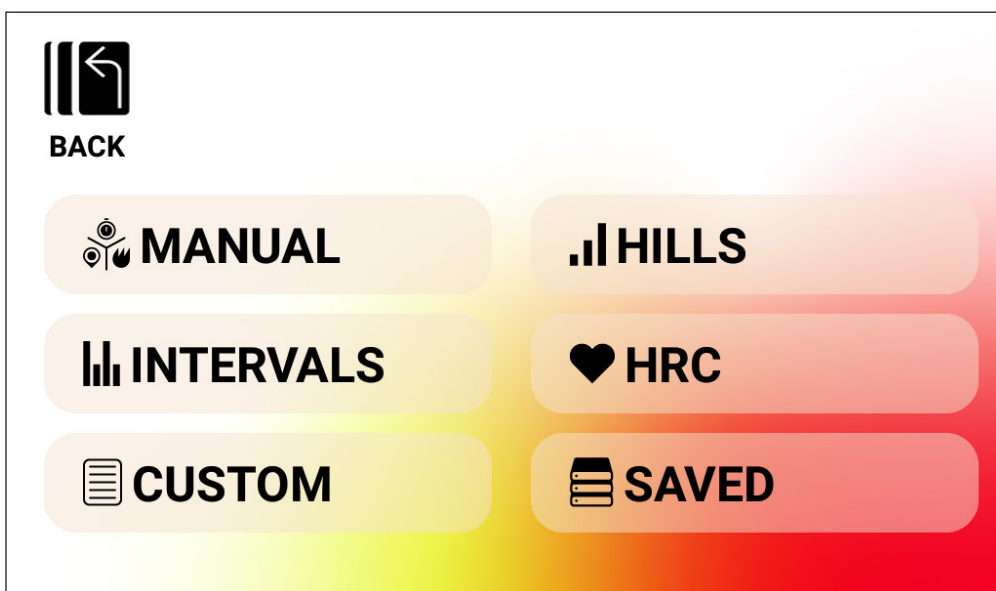 BACK
MANUAL
HILLS
INTERVALS
HRC
CUSTOM
SAVED